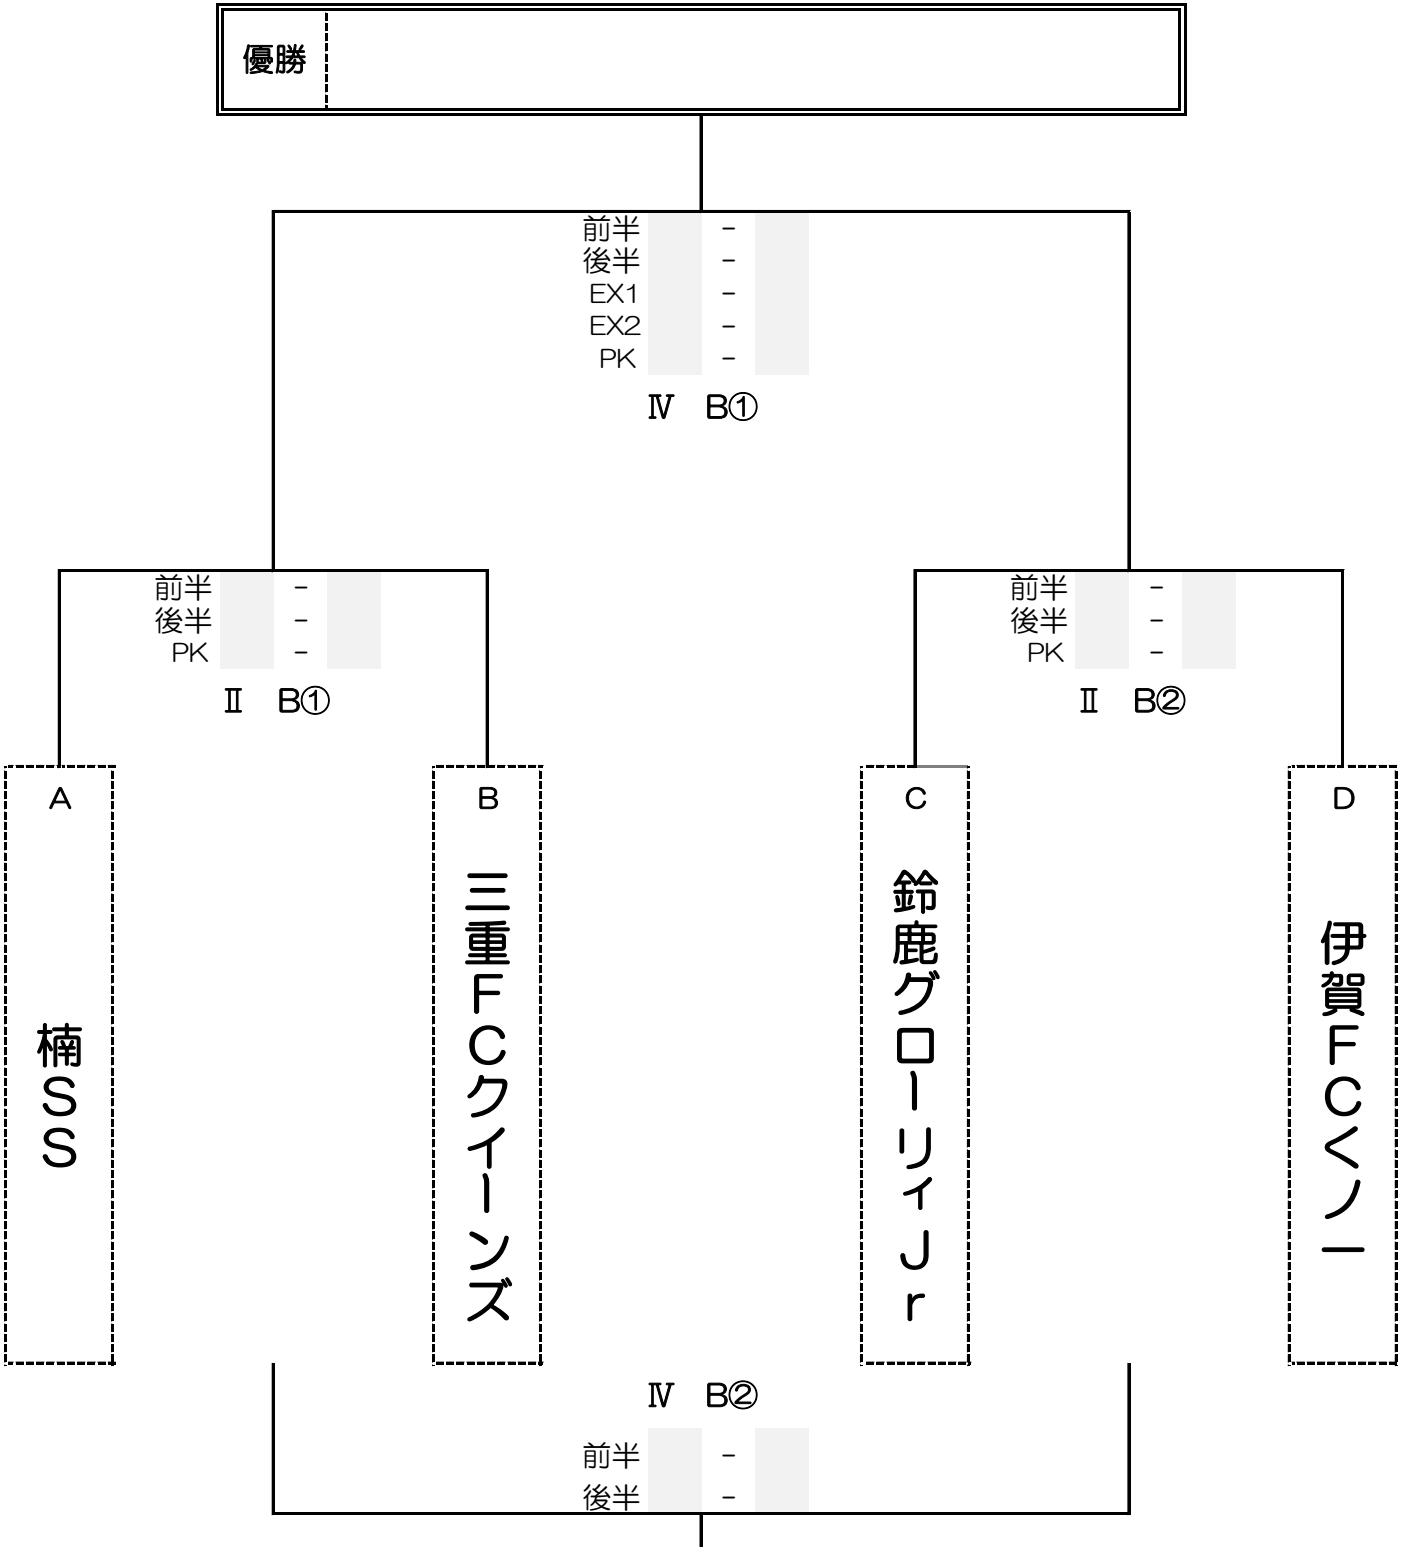 優勝
前半 -
後半 -
EX1 -
EX2 -
PK -
Ⅳ B①
前半 -
後半 -
PK -
Ⅱ B①
前半 -
後半 -
PK -
Ⅱ B②
A
楠SS
B
三重FCクイーンズ
C
鈴鹿グローリィJr
D
伊賀FCくノ一
Ⅳ B②
前半 -
後半 -